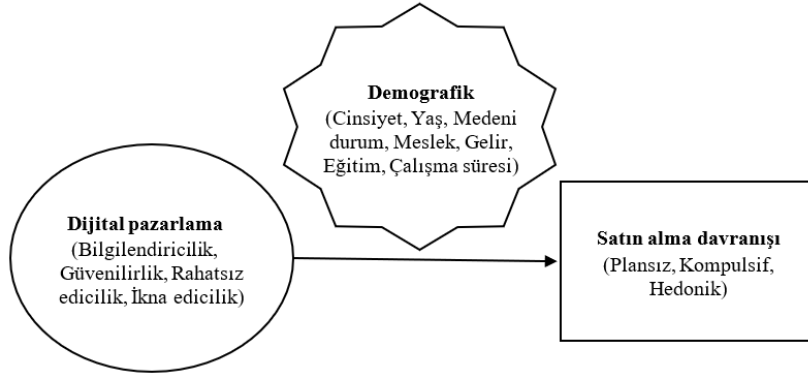 Demografik
(Cinsiyet, Yaş, Medeni
durum, Meslek, Gelir,
Eğitim, Çalışma süresi)
Dijital pazarlama
(Bilgilendiricilik,
Güvenilirlik, Rahatsız
edicilik, İkna edicilik)
Satın alma davranışı
(Plansız, Kompulsif,
Hedonik)